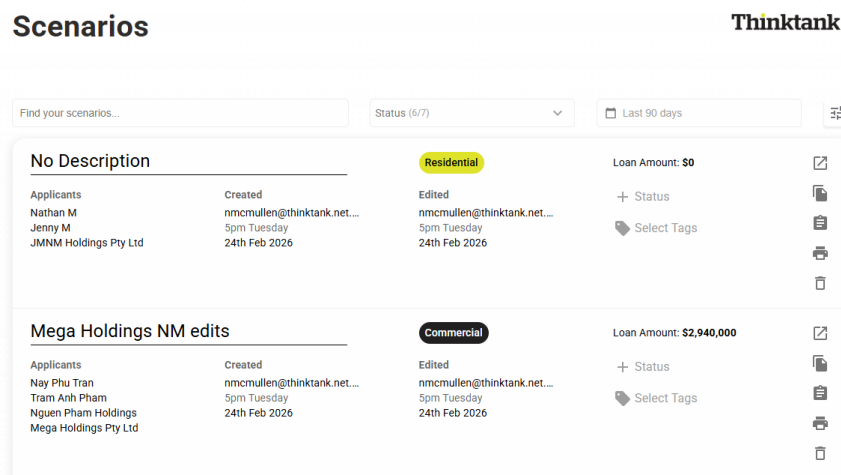 Scenarios
Thinktank
Find your scenarios...
Status (6/7)
Last 90 days
No Description
Residential
Loan Amount: $0
Applicants
Created
Edited
Status
Nathan M
nmcmullen@thinktank.net....
nmcmullen@thinktank.net....
Jenny M
5pm Tuesday
5pm Tuesday
Select Tags
JMNM Holdings Pty Ltd
24th Feb 2026
24th Feb 2026
Mega Holdings NM edits
Commercial
Loan Amount: $2,940,000
Applicants
Created
Edited
Status
Nay Phu Tran
nmcmullen@thinktank.net....
nmcmullen@thinktank.net....
Tram Anh Pham
5pm Tuesday
5pm Tuesday
Select Tags
Nguen Pham Holdings
24th Feb 2026
24th Feb 2026
Mega Holdings Pty Ltd